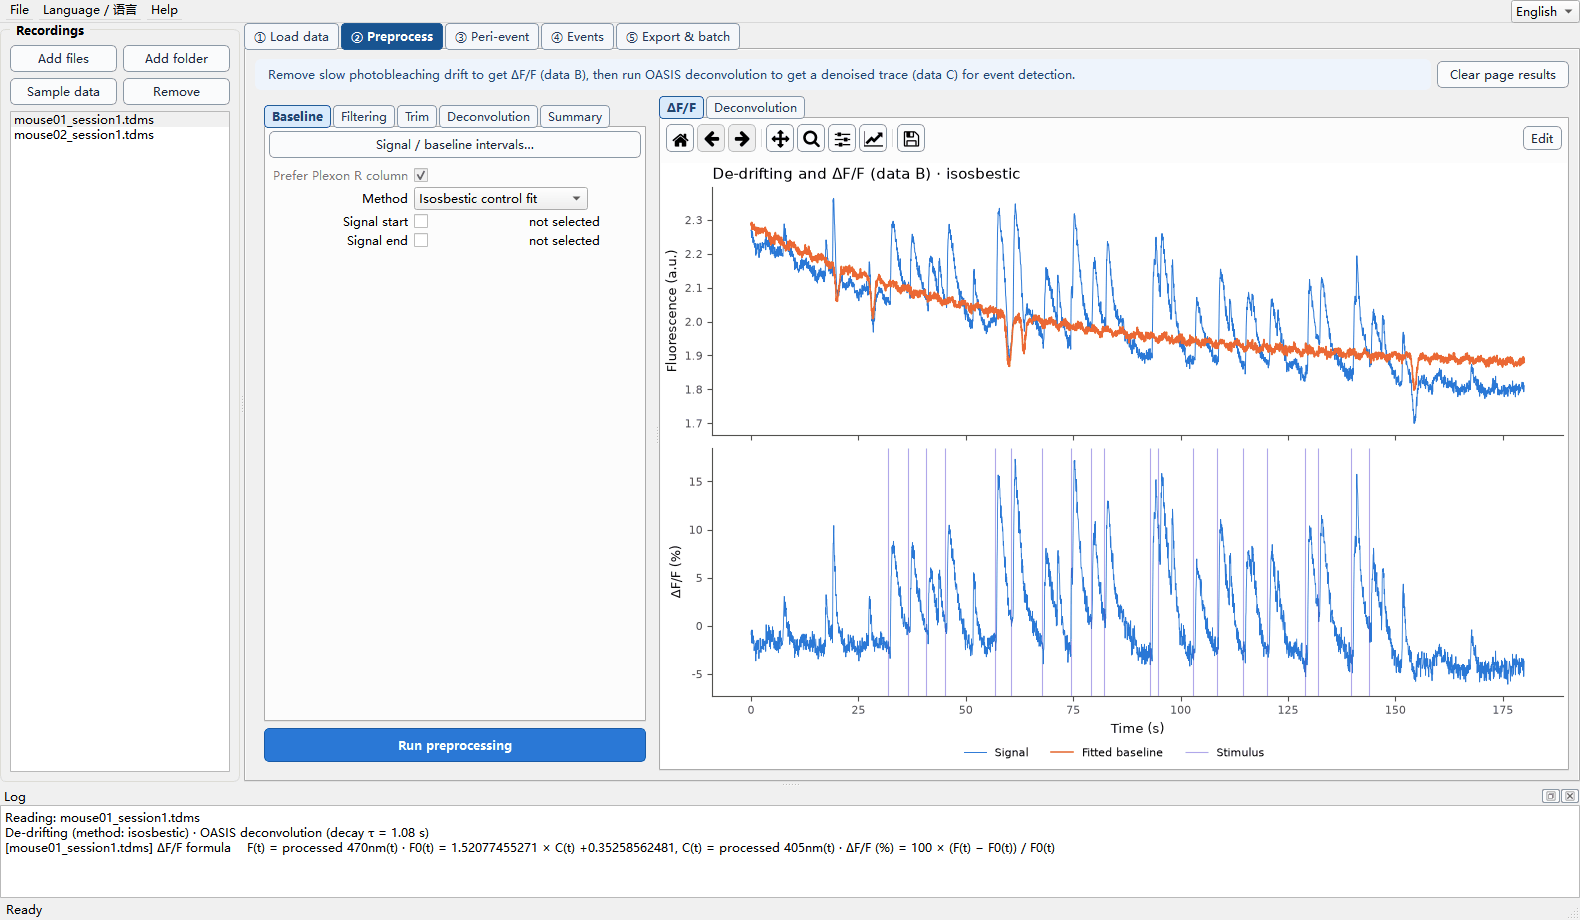 File Language / 语言 Help
English
Recordings
Add files Add folder
Sample data Remove
mouse01_session1.tdms
mouse02_session1.tdms
① Load data ② Preprocess ③ Peri-event ④ Events ⑤ Export & batch
Remove slow photobleaching drift to get ΔF/F (data B), then run OASIS deconvolution to get a denoised trace (data C) for event detection.
Clear page results
Baseline Filtering Trim Deconvolution Summary
Signal / baseline intervals...
Prefer Plexon R column
Method Isosbestic control fit
Signal start not selected
Signal end not selected
Run preprocessing
ΔF/F Deconvolution
Edit
De-drifting and ΔF/F (data B) · isosbestic
Fluorescence (a.u.)
2.3
2.2
2.1
2.0
1.9
1.8
1.7
ΔF/F (%)
15
10
5
0
-5
0 25 50 75 100 125 150 175
Time (s)
Signal Fitted baseline Stimulus
Log
Reading: mouse01_session1.tdms
De-drifting (method: isosbestic) · OASIS deconvolution (decay τ = 1.08 s)
[mouse01_session1.tdms] ΔF/F formula F(t) = processed 470nm(t) · F0(t) = 1.52077455271 × C(t) +0.35258562481, C(t) = processed 405nm(t) · ΔF/F (%) = 100 × (F(t) − F0(t)) / F0(t)
Ready